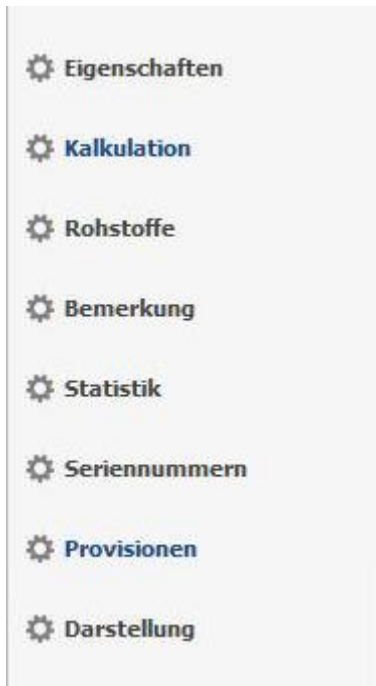 Eigenschaften
Kalkulation
Rohstoffe
Bemerkung
Statistik
Seriennummern
Provisionen
Darstellung